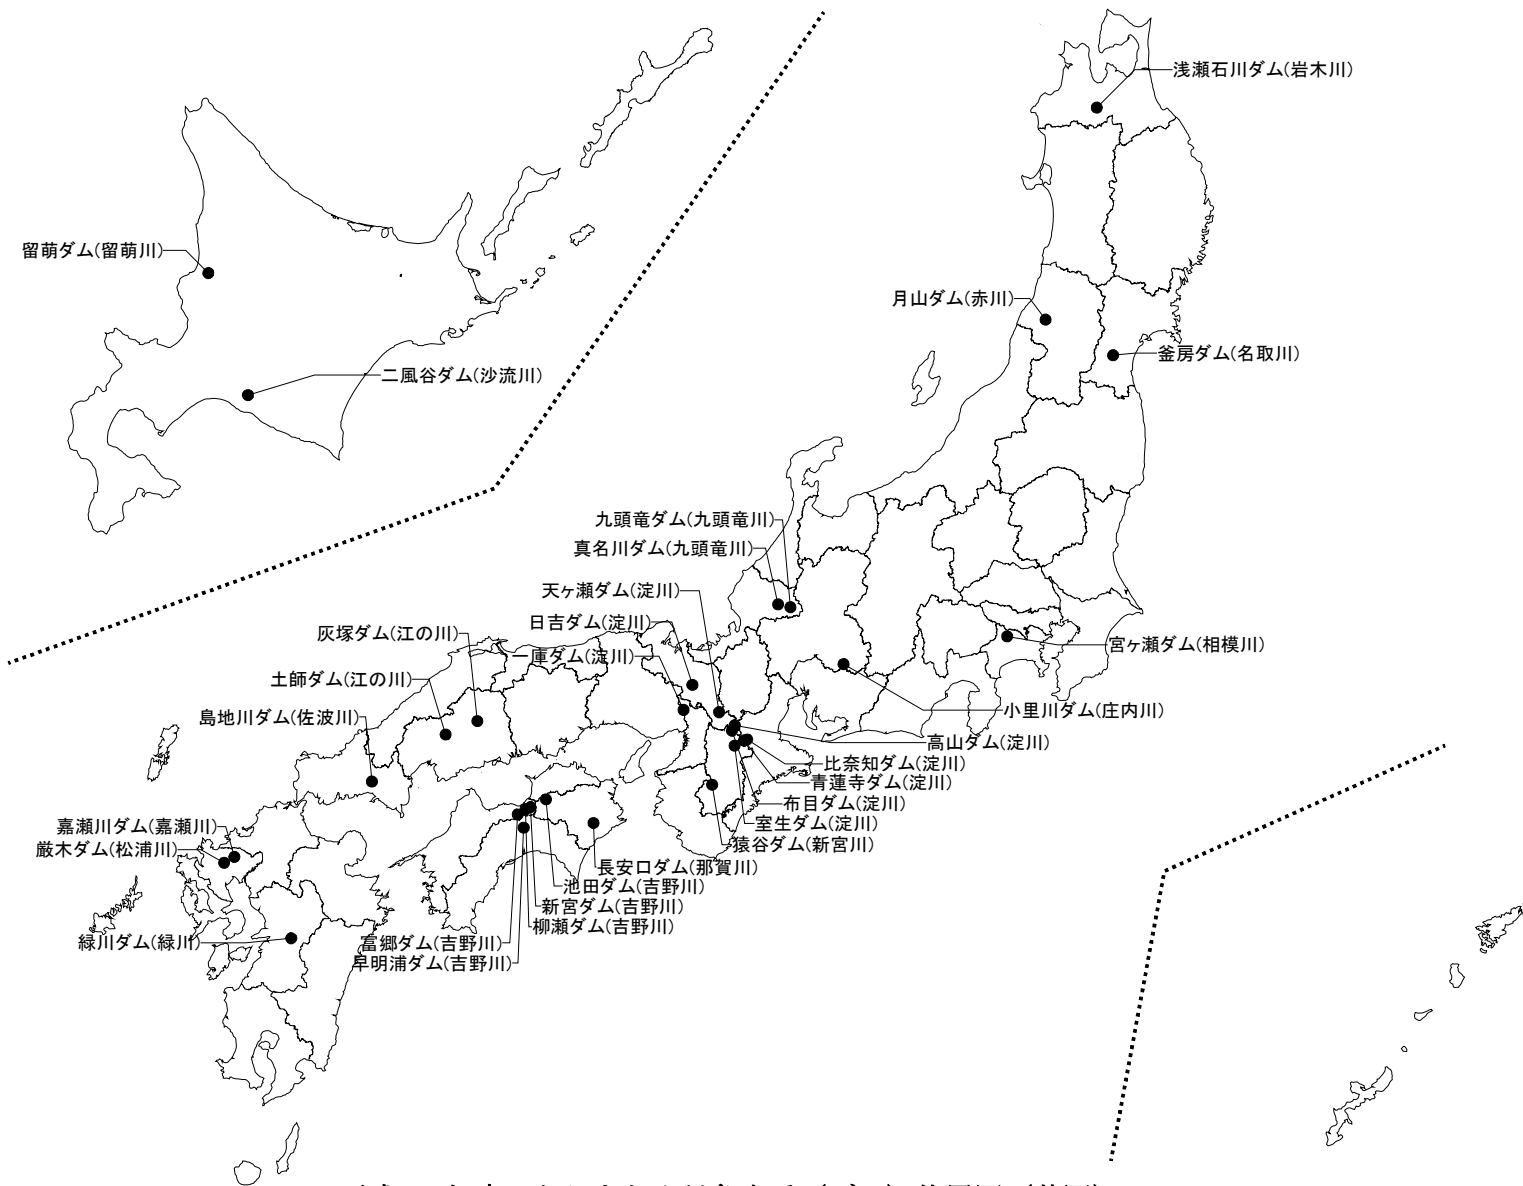 浅瀬石川ダム(岩木川)
留萌ダム(留萌川)
月山ダム(赤川)
釜房ダム(名取川)
二風谷ダム(沙流川)
九頭竜ダム(九頭竜川)
真名川ダム(九頭竜川)
天ヶ瀬ダム(淀川)
日吉ダム(淀川)
灰塚ダム(江の川)
宮ヶ瀬ダム(相模川)
一庫ダム(淀川)
土師ダム(江の川)
小里川ダム(庄内川)
島地川ダム(佐波川)
高山ダム(淀川)
比奈知ダム(淀川)
青蓮寺ダム(淀川)
布目ダム(淀川)
室生ダム(淀川)
嘉瀬川ダム(嘉瀬川)
猿谷ダム(新宮川)
厳木ダム(松浦川)
長安口ダム(那賀川)
池田ダム(吉野川)
新宮ダム(吉野川)
柳瀬ダム(吉野川)
緑川ダム(緑川)
富郷ダム(吉野川)
早明浦ダム(吉野川)